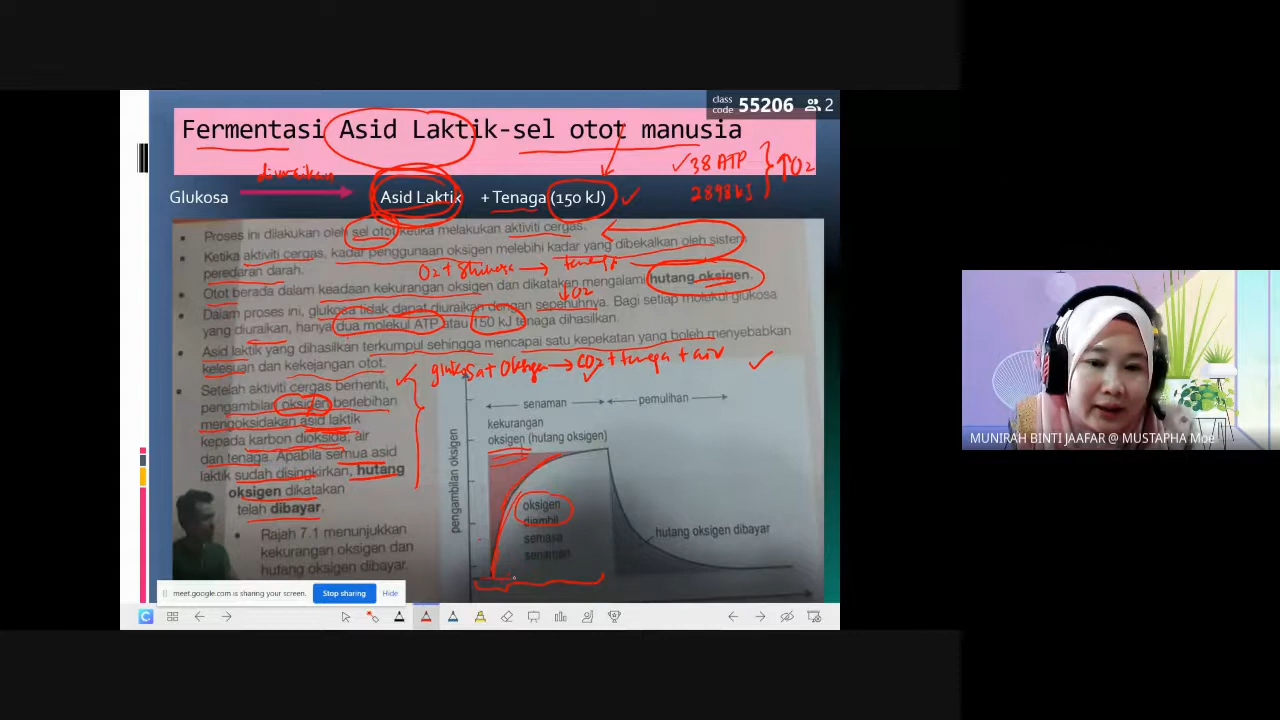 class code 55206 2
Fermentasi Asid Laktik-sel otot manusia
38 ATP
2898 kJ
↑O2
diuraikan
Glukosa Asid Laktik + Tenaga (150 kJ)
Proses ini dilakukan oleh sel otot ketika melakukan aktiviti cergas.
Ketika aktiviti cergas, kadar penggunaan oksigen melebihi kadar yang dibekalkan oleh sistem
peredaran darah.
O2 + Glukosa → tenaga
Otot berada dalam keadaan kekurangan oksigen dan dikatakan mengalami hutang oksigen.
↓O2
Dalam proses ini, glukosa tidak dapat diuraikan dengan sepenuhnya. Bagi setiap molekul glukosa
yang diuraikan, hanya dua molekul ATP atau 150 kJ tenaga dihasilkan.
Asid laktik yang dihasilkan terkumpul sehingga mencapai satu kepekatan yang boleh menyebabkan
kelesuan dan kekejangan otot.
glukosa + Oksigen → CO2 + tenaga + air
Setelah aktiviti cergas berhenti,
pengambilan oksigen berlebihan
mengoksidakan asid laktik
kepada karbon dioksida, air
dan tenaga. Apabila semua asid
laktik sudah disingkirkan, hutang
oksigen dikatakan
telah dibayar.
Rajah 7.1 menunjukkan
kekurangan oksigen dan
hutang oksigen dibayar.
senaman pemulihan
kekurangan
oksigen (hutang oksigen)
pengambilan oksigen
oksigen
diambil
semasa
senaman
hutang oksigen dibayar
meet.google.com is sharing your screen. Stop sharing Hide
MUNIRAH BINTI JAAFAR @ MUSTAPHA Moe